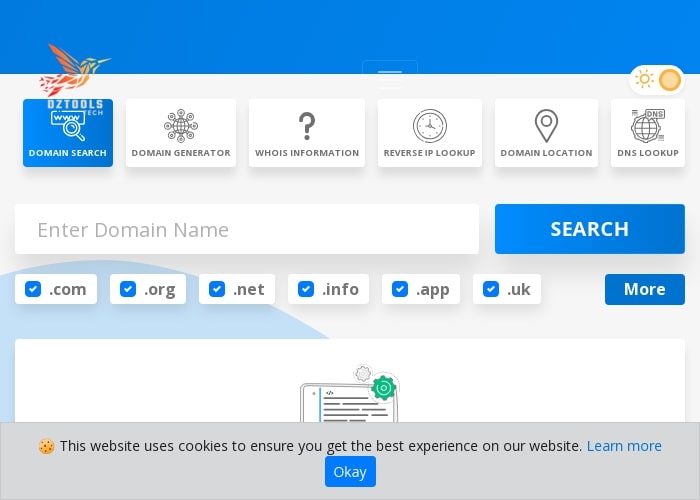 DZTOOLS
TECH
WWW
DNS
DOMAIN SEARCH
DOMAIN GENERATOR
WHOIS INFORMATION
REVERSE IP LOOKUP
DOMAIN LOCATION
DNS LOOKUP
Enter Domain Name
SEARCH
.com
.org
.net
.info
.app
.uk
More
</>
🍪 This website uses cookies to ensure you get the best experience on our website. Learn more
Okay